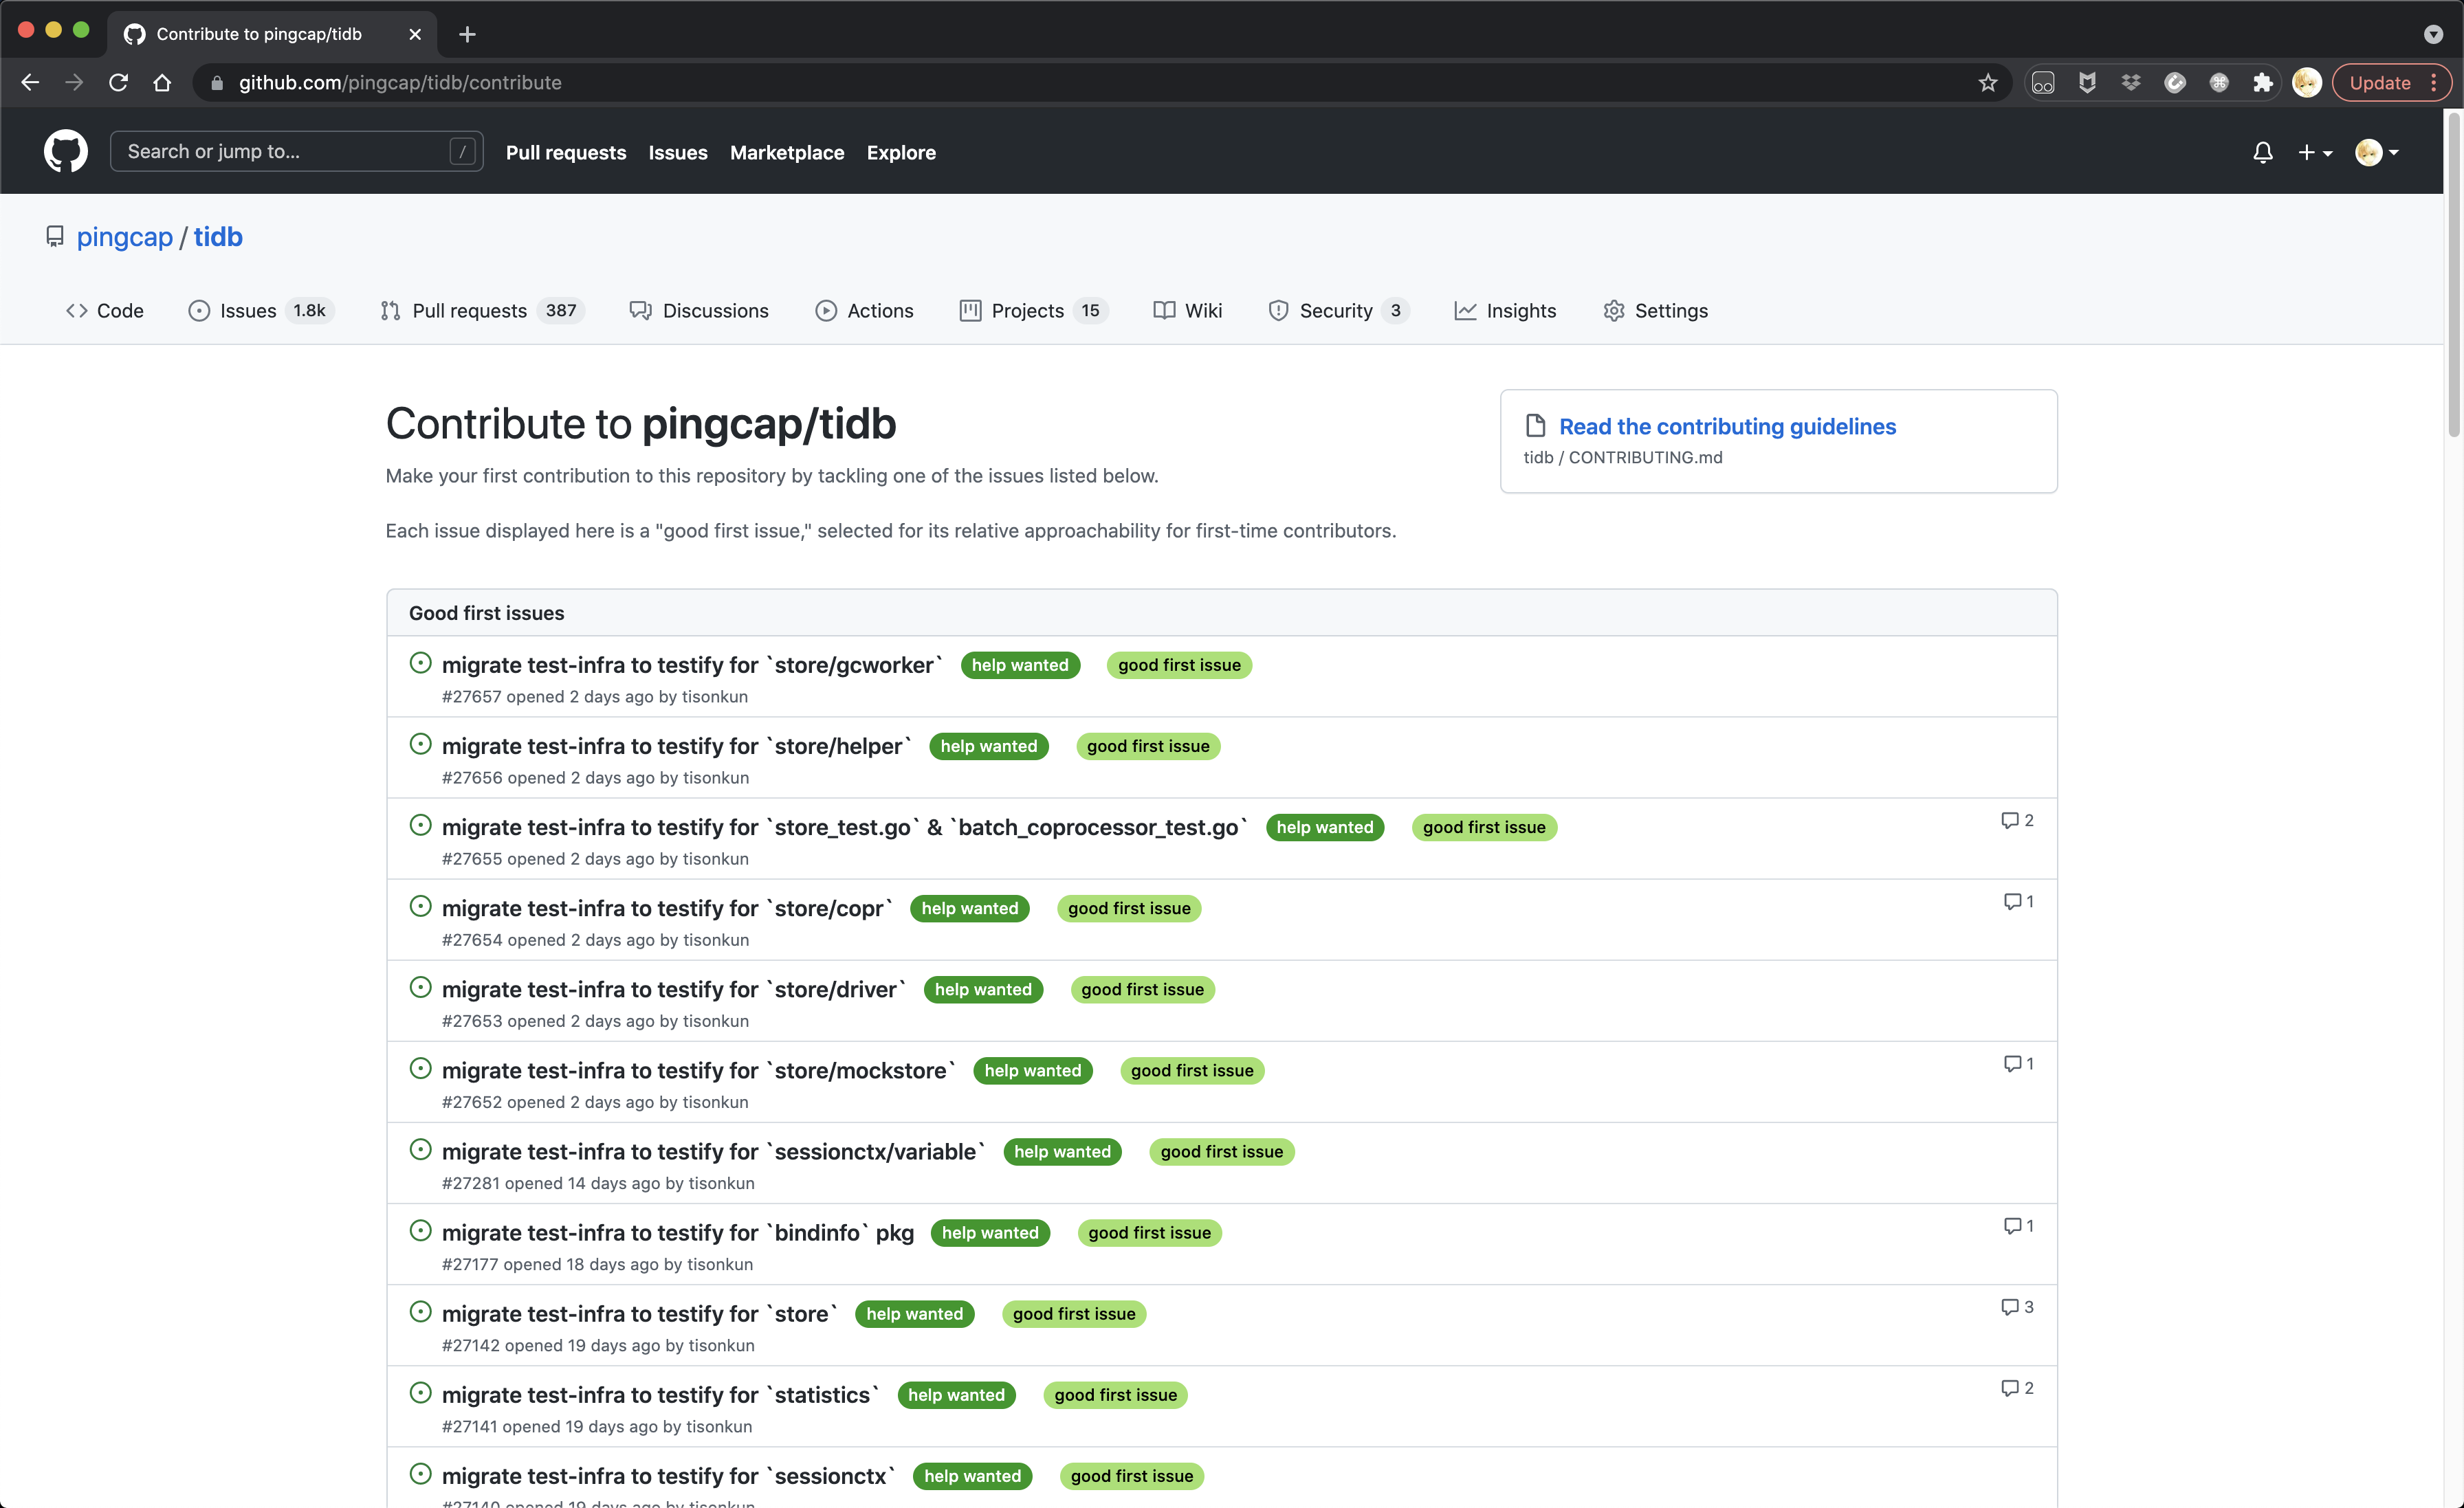 Contribute to pingcap/tidb
github.com/pingcap/tidb/contribute
Update
Search or jump to...
/
Pull requests
Issues
Marketplace
Explore
pingcap / tidb
Code
Issues 1.8k
Pull requests 387
Discussions
Actions
Projects 15
Wiki
Security 3
Insights
Settings
Contribute to pingcap/tidb
Make your first contribution to this repository by tackling one of the issues listed below.
Each issue displayed here is a "good first issue," selected for its relative approachability for first-time contributors.
Read the contributing guidelines
tidb / CONTRIBUTING.md
Good first issues
migrate test-infra to testify for `store/gcworker` help wanted good first issue
#27657 opened 2 days ago by tisonkun
migrate test-infra to testify for `store/helper` help wanted good first issue
#27656 opened 2 days ago by tisonkun
migrate test-infra to testify for `store_test.go` & `batch_coprocessor_test.go` help wanted good first issue 2
#27655 opened 2 days ago by tisonkun
migrate test-infra to testify for `store/copr` help wanted good first issue 1
#27654 opened 2 days ago by tisonkun
migrate test-infra to testify for `store/driver` help wanted good first issue
#27653 opened 2 days ago by tisonkun
migrate test-infra to testify for `store/mockstore` help wanted good first issue 1
#27652 opened 2 days ago by tisonkun
migrate test-infra to testify for `sessionctx/variable` help wanted good first issue
#27281 opened 14 days ago by tisonkun
migrate test-infra to testify for `bindinfo` pkg help wanted good first issue 1
#27177 opened 18 days ago by tisonkun
migrate test-infra to testify for `store` help wanted good first issue 3
#27142 opened 19 days ago by tisonkun
migrate test-infra to testify for `statistics` help wanted good first issue 2
#27141 opened 19 days ago by tisonkun
migrate test-infra to testify for `sessionctx` help wanted good first issue
#27140 opened 19 days ago by tisonkun